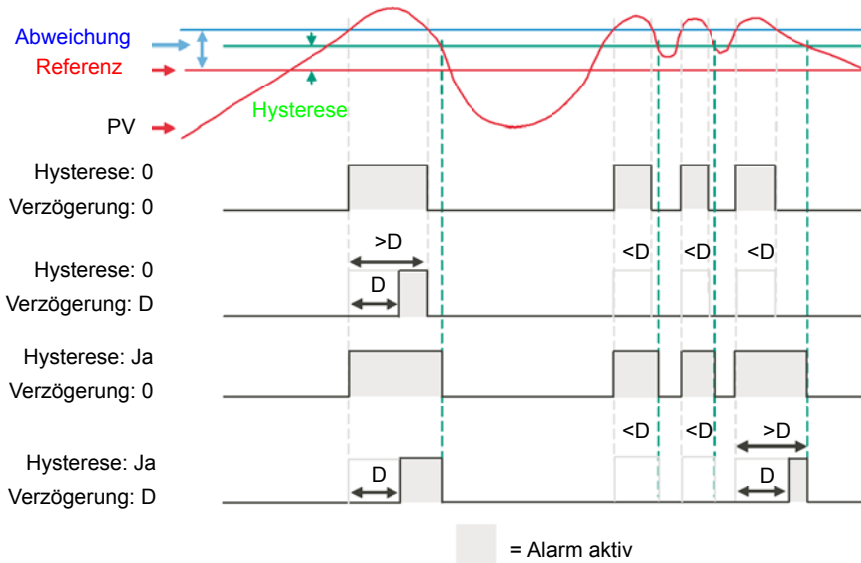 Abweichung
Referenz
Hysterese
PV
Hysterese: 0
Verzögerung: 0
>D
<D <D <D
Hysterese: 0
D
Verzögerung: D
Hysterese: Ja
Verzögerung: 0
<D <D >D
Hysterese: Ja
D D
Verzögerung: D
= Alarm aktiv